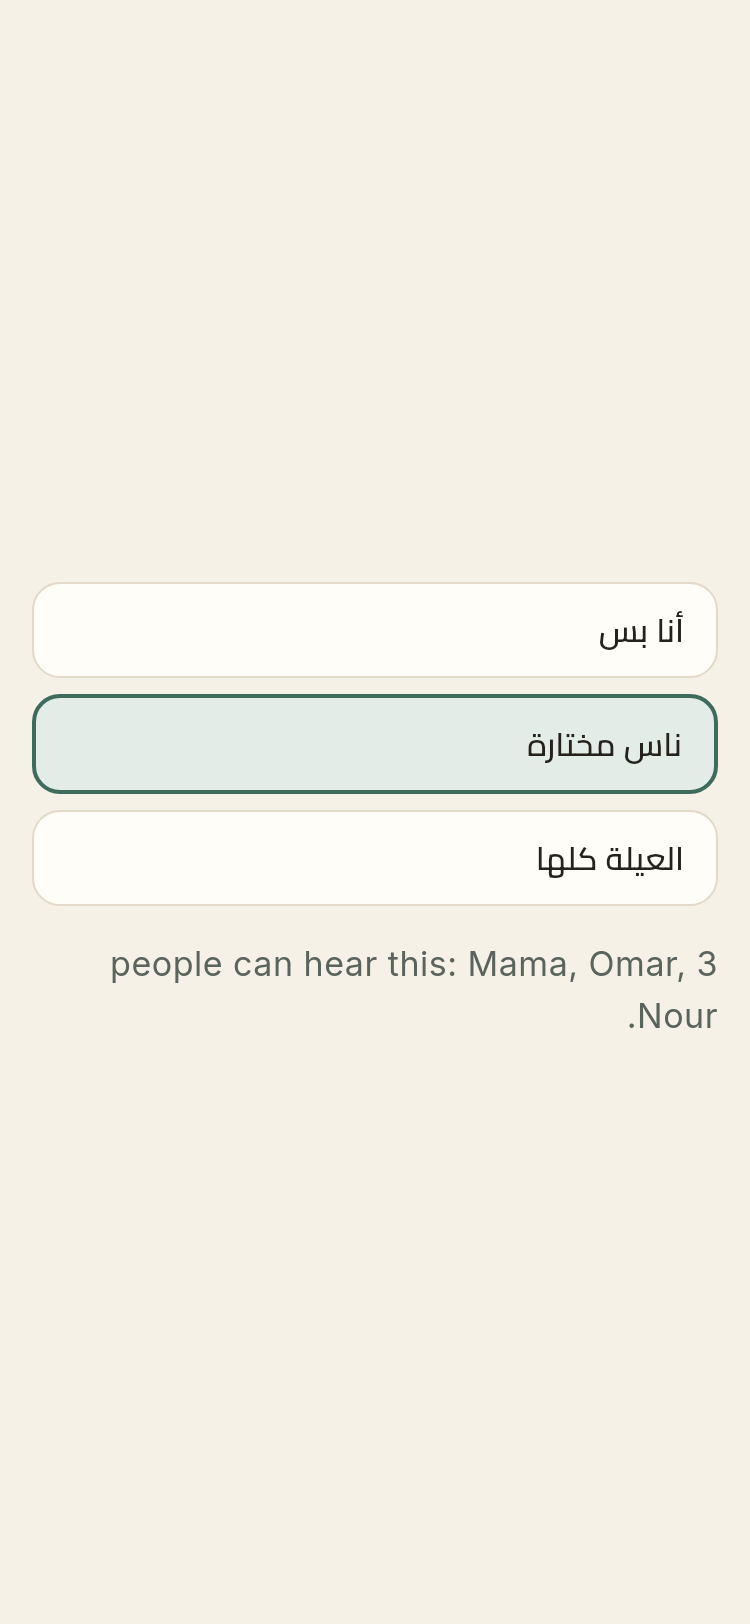 أنا بس
ناس مختارة
العيلة كلها
3 people can hear this: Mama, Omar,
Nour.